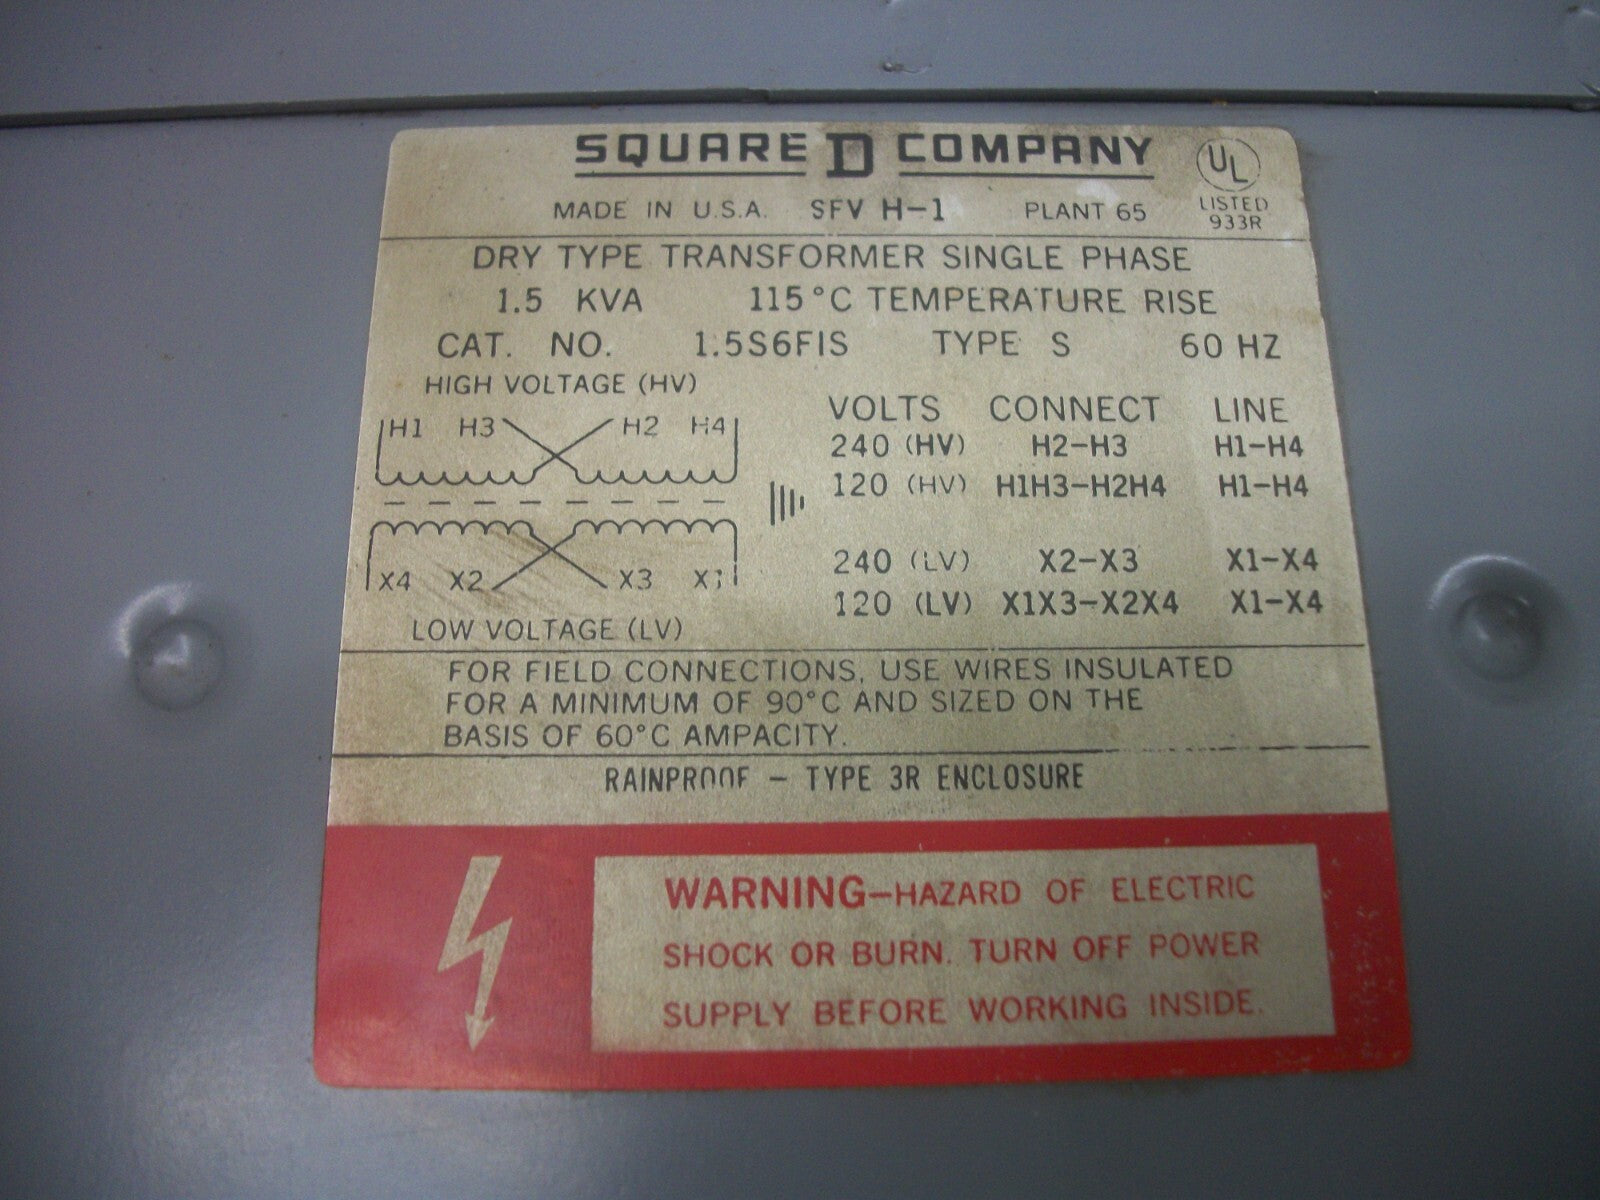 SQUARE D COMPANY
UL
LISTED
933R
MADE IN U.S.A. SFV H-1 PLANT 65
DRY TYPE TRANSFORMER SINGLE PHASE
1.5 KVA 115°C TEMPERATURE RISE
CAT. NO. 1.5S6FIS TYPE S 60 HZ
HIGH VOLTAGE (HV)
H1 H3 H2 H4
X4 X2 X3 X1
LOW VOLTAGE (LV)
VOLTS CONNECT LINE
240 (HV) H2-H3 H1-H4
120 (HV) H1H3-H2H4 H1-H4
240 (LV) X2-X3 X1-X4
120 (LV) X1X3-X2X4 X1-X4
FOR FIELD CONNECTIONS, USE WIRES INSULATED
FOR A MINIMUM OF 90°C AND SIZED ON THE
BASIS OF 60°C AMPACITY.
RAINPROOF - TYPE 3R ENCLOSURE
WARNING-HAZARD OF ELECTRIC
SHOCK OR BURN. TURN OFF POWER
SUPPLY BEFORE WORKING INSIDE.